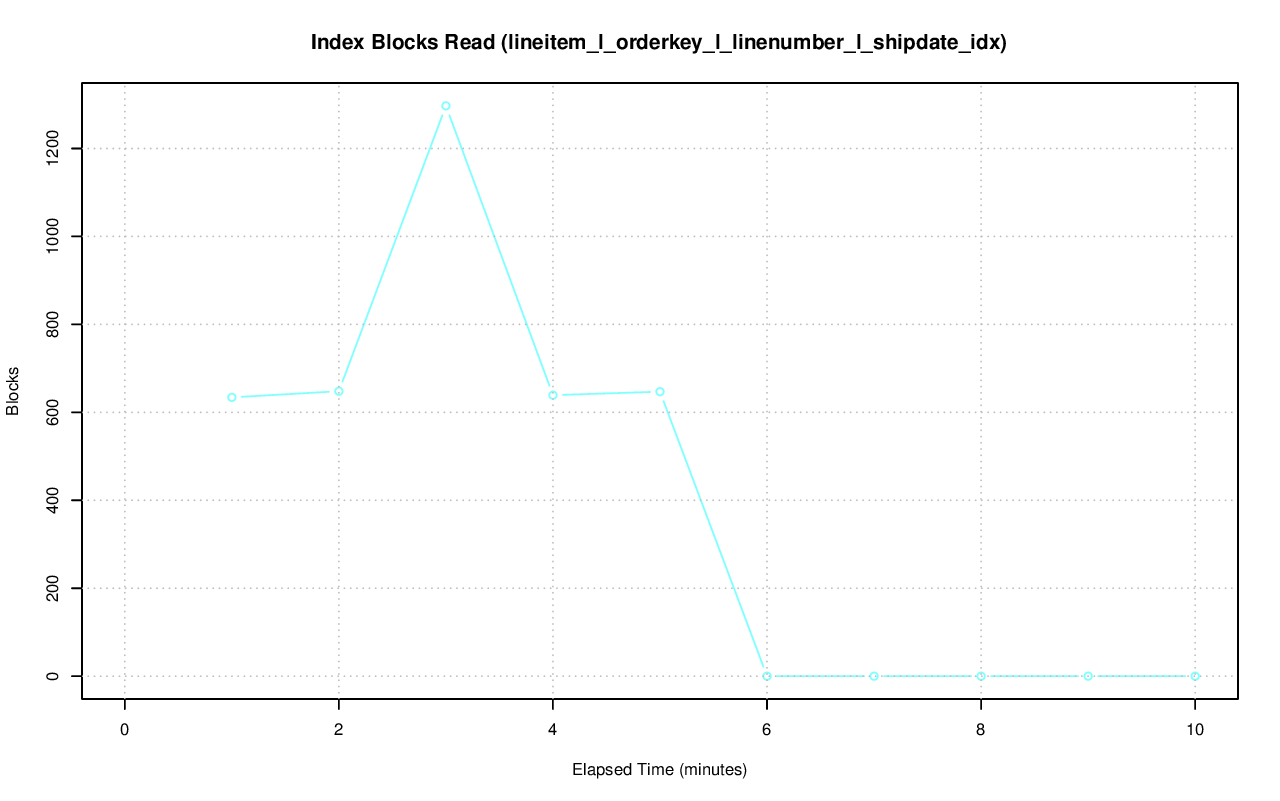 Index Blocks Read (lineitem_l_orderkey_l_linenumber_l_shipdate_idx)
Blocks
1200
1000
800
600
400
200
0
0 2 4 6 8 10
Elapsed Time (minutes)